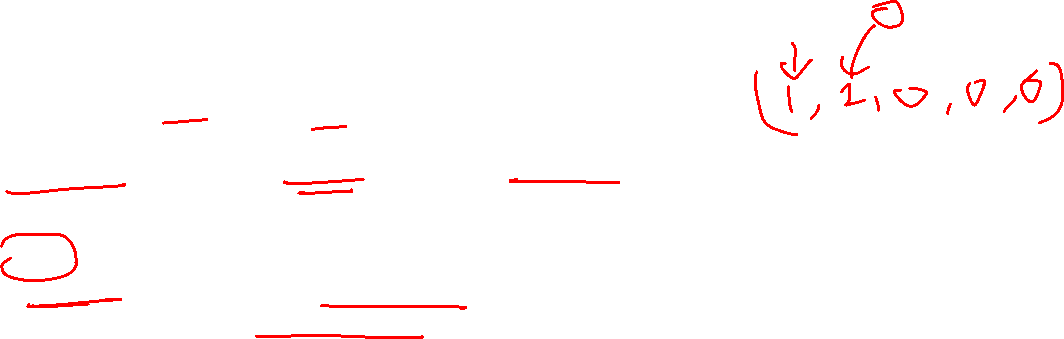 0
(1, 1, 0, 0, 0)